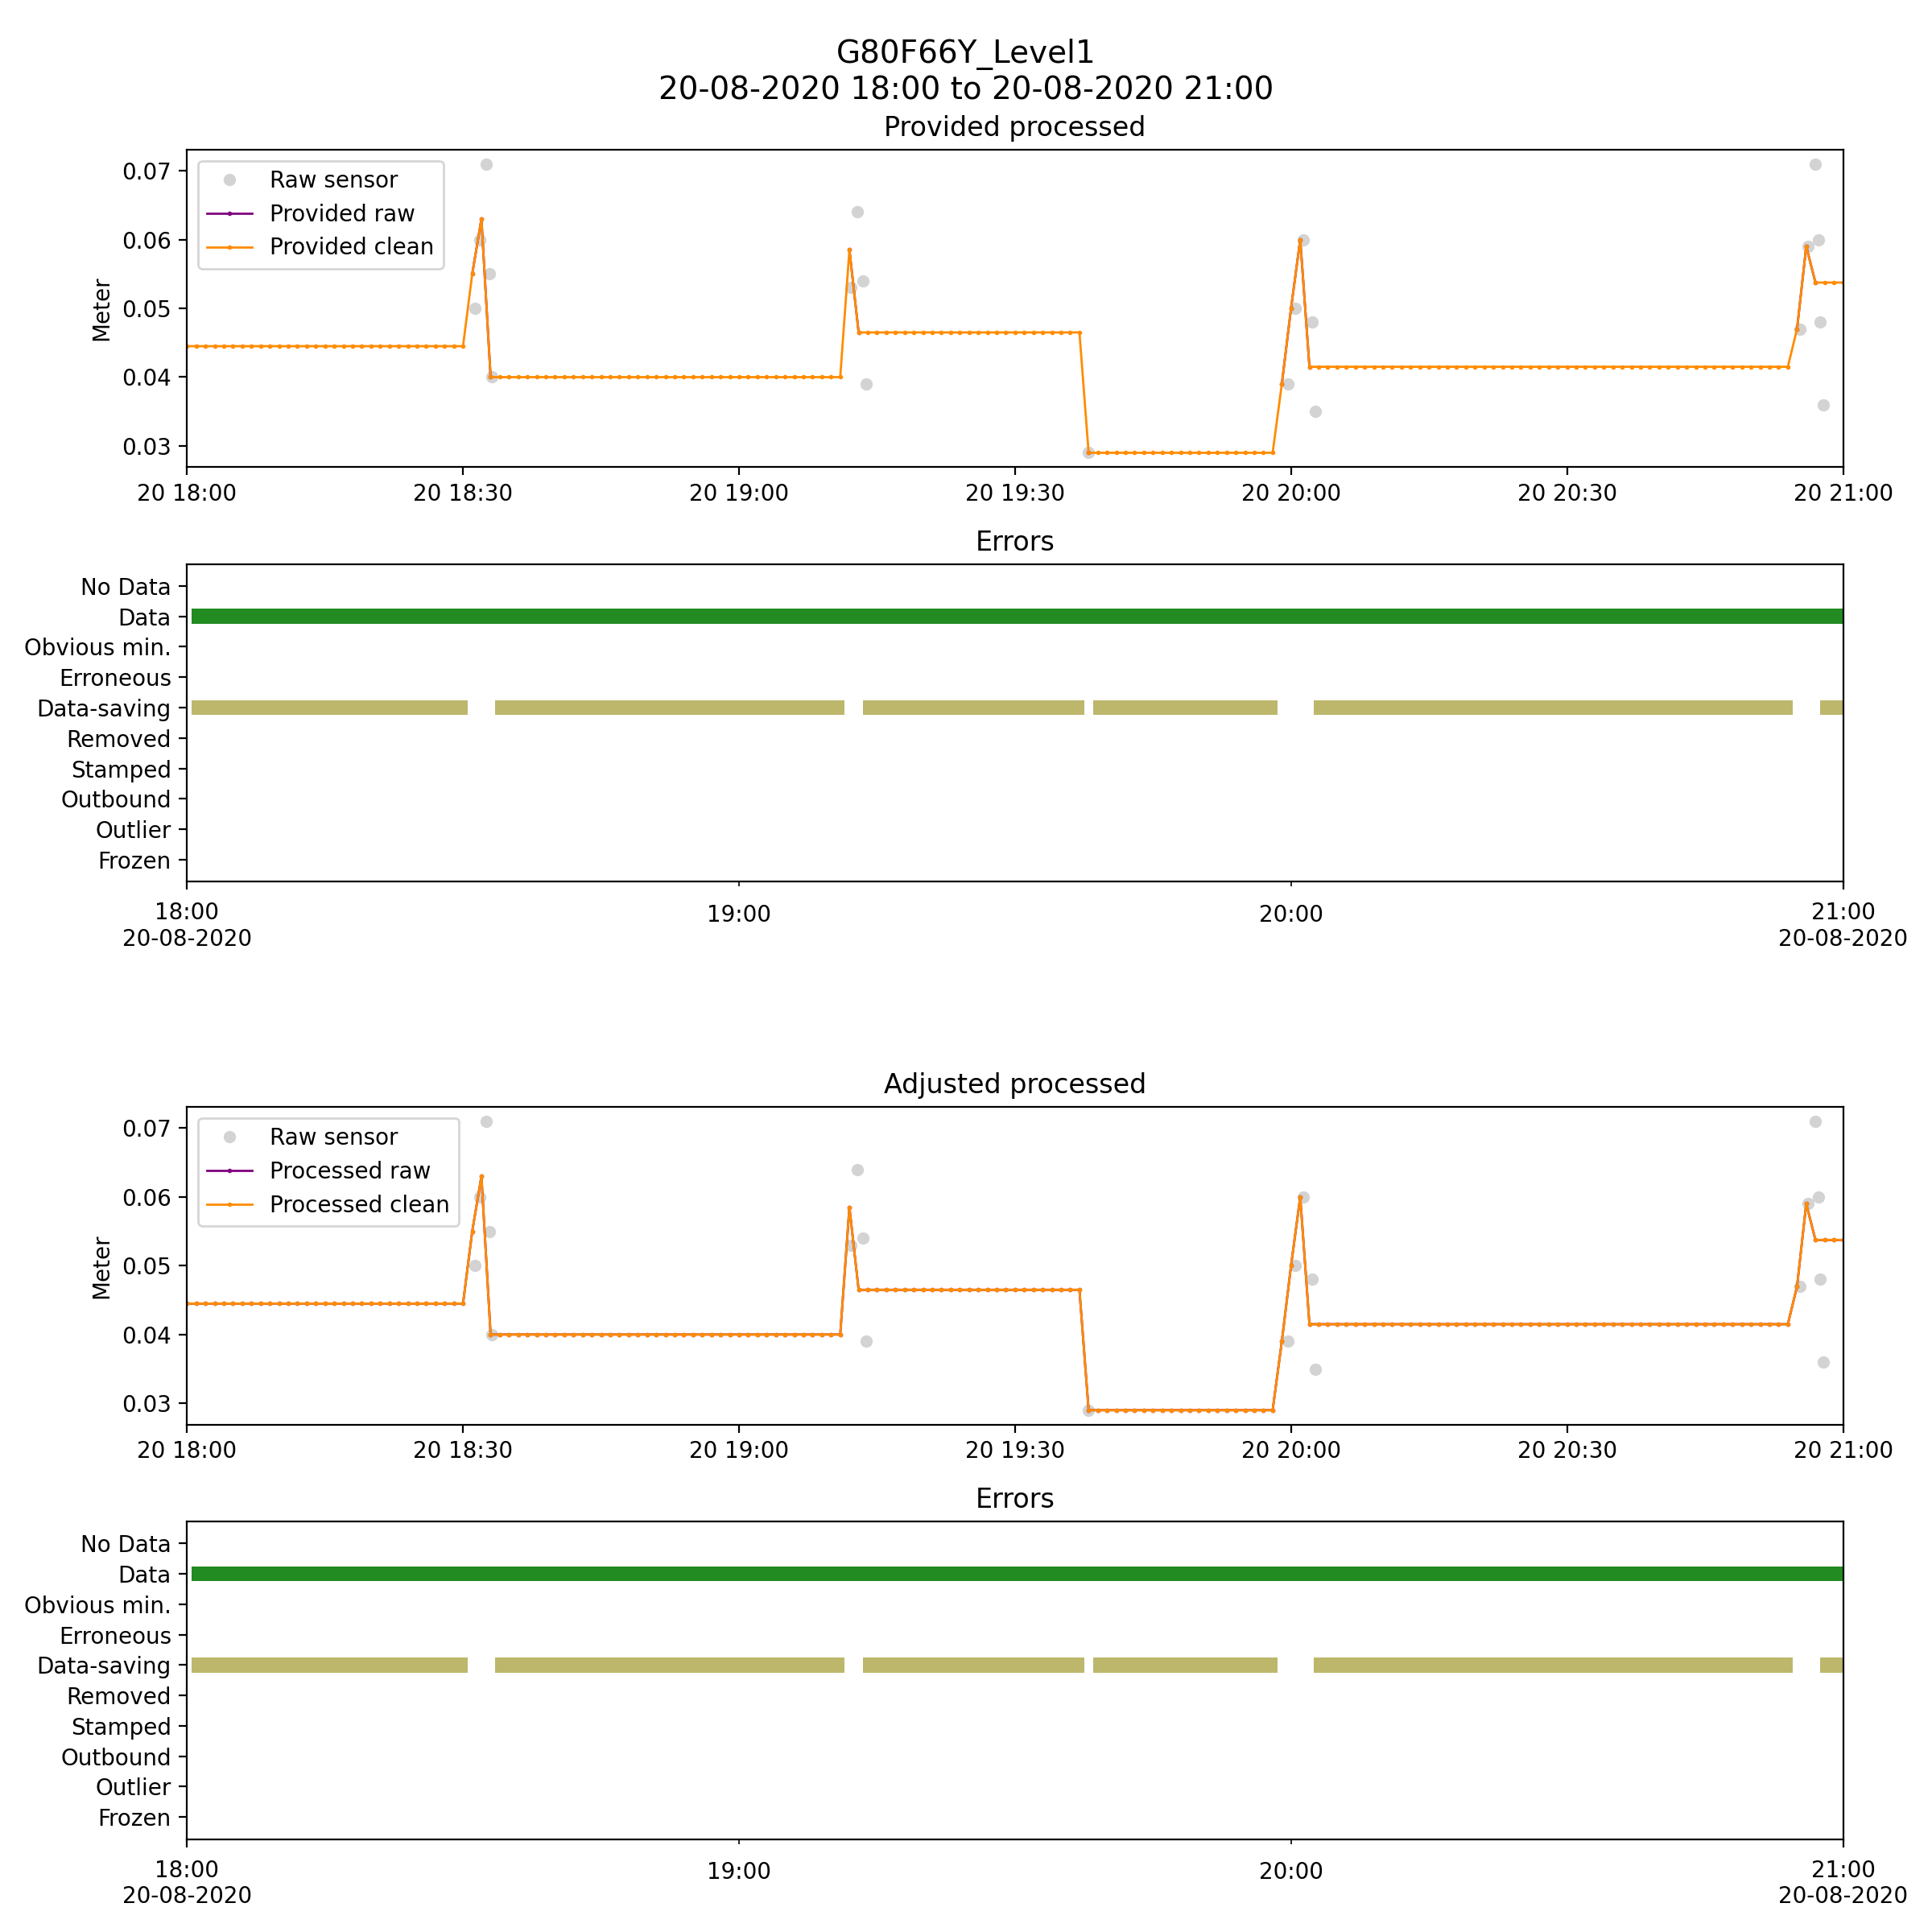 G80F66Y_Level1
20-08-2020 18:00 to 20-08-2020 21:00
Provided processed
Raw sensor
Provided raw
Provided clean
Meter
0.07
0.06
0.05
0.04
0.03
20 18:00 20 18:30 20 19:00 20 19:30 20 20:00 20 20:30 20 21:00
Errors
No Data
Data
Obvious min.
Erroneous
Data-saving
Removed
Stamped
Outbound
Outlier
Frozen
18:00 19:00 20:00 21:00
20-08-2020 20-08-2020
Adjusted processed
Raw sensor
Processed raw
Processed clean
Meter
0.07
0.06
0.05
0.04
0.03
20 18:00 20 18:30 20 19:00 20 19:30 20 20:00 20 20:30 20 21:00
Errors
No Data
Data
Obvious min.
Erroneous
Data-saving
Removed
Stamped
Outbound
Outlier
Frozen
18:00 19:00 20:00 21:00
20-08-2020 20-08-2020